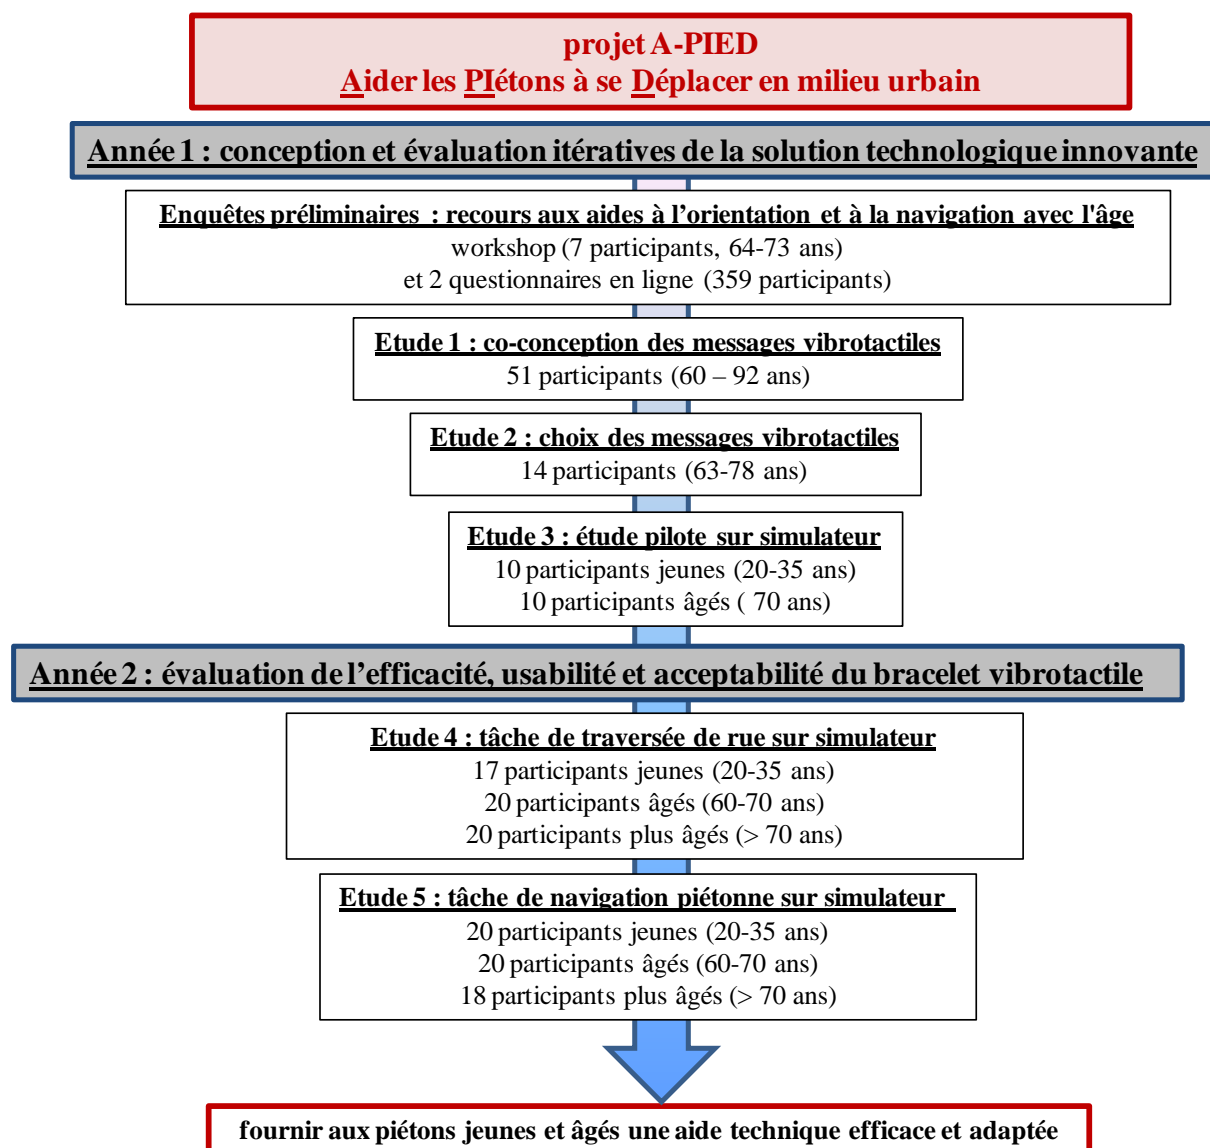 projet A-PIED
Aider les PIétons à se Déplacer en milieu urbain
Année 1 : conception et évaluation itératives de la solution technologique innovante
Enquêtes préliminaires : recours aux aides à l'orientation et à la navigation avec l'âge
workshop (7 participants, 64-73 ans)
et 2 questionnaires en ligne (359 participants)
Etude 1 : co-conception des messages vibrotactiles
51 participants (60 – 92 ans)
Etude 2 : choix des messages vibrotactiles
14 participants (63-78 ans)
Etude 3 : étude pilote sur simulateur
10 participants jeunes (20-35 ans)
10 participants âgés ( 70 ans)
Année 2 : évaluation de l'efficacité, usabilité et acceptabilité du bracelet vibrotactile
Etude 4 : tâche de traversée de rue sur simulateur
17 participants jeunes (20-35 ans)
20 participants âgés (60-70 ans)
20 participants plus âgés (> 70 ans)
Etude 5 : tâche de navigation piétonne sur simulateur
20 participants jeunes (20-35 ans)
20 participants âgés (60-70 ans)
18 participants plus âgés (> 70 ans)
fournir aux piétons jeunes et âgés une aide technique efficace et adaptée